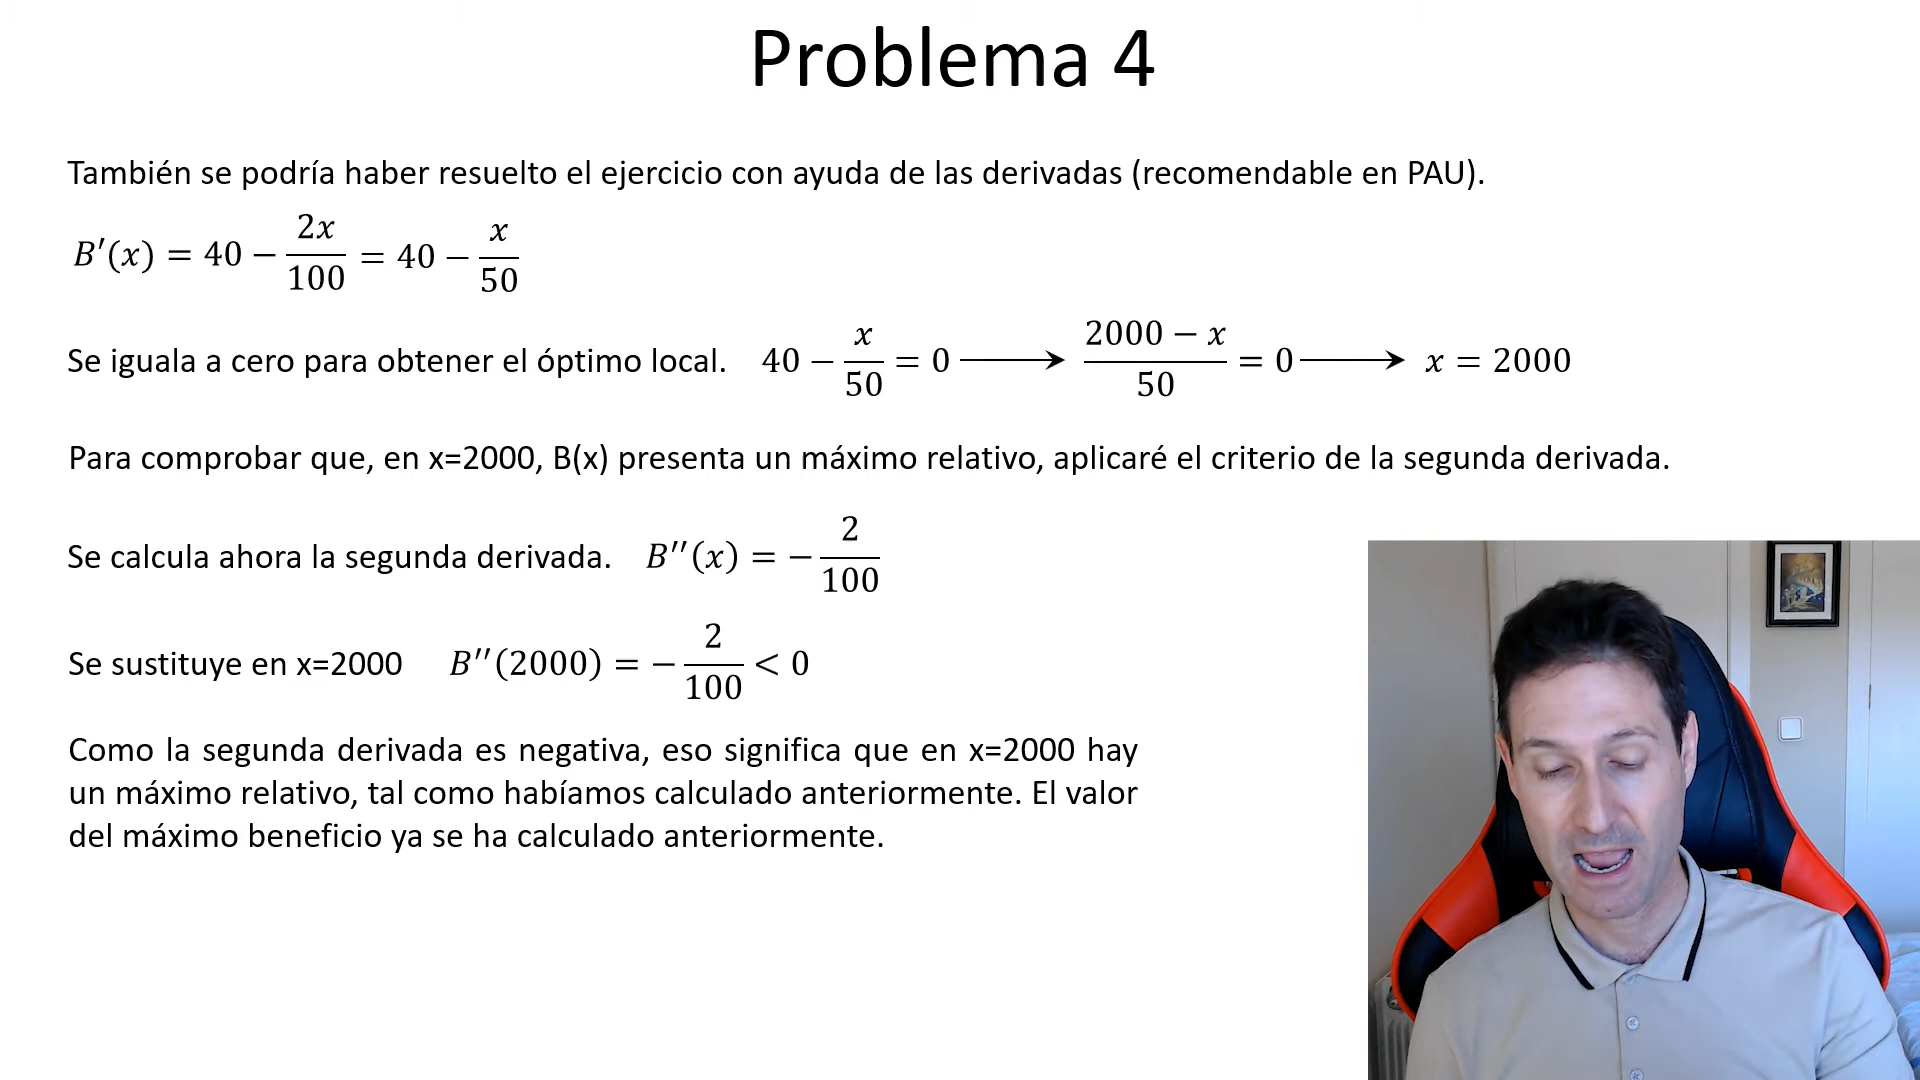 Problema 4
También se podría haber resuelto el ejercicio con ayuda de las derivadas (recomendable en PAU).
B′(x) = 40 − 2x/100 = 40 − x/50
Se iguala a cero para obtener el óptimo local. 40 − x/50 = 0 ⟶ (2000 − x)/50 = 0 ⟶ x = 2000
Para comprobar que, en x=2000, B(x) presenta un máximo relativo, aplicaré el criterio de la segunda derivada.
Se calcula ahora la segunda derivada. B′′(x) = − 2/100
Se sustituye en x=2000 B′′(2000) = − 2/100 < 0
Como la segunda derivada es negativa, eso significa que en x=2000 hay
un máximo relativo, tal como habíamos calculado anteriormente. El valor
del máximo beneficio ya se ha calculado anteriormente.